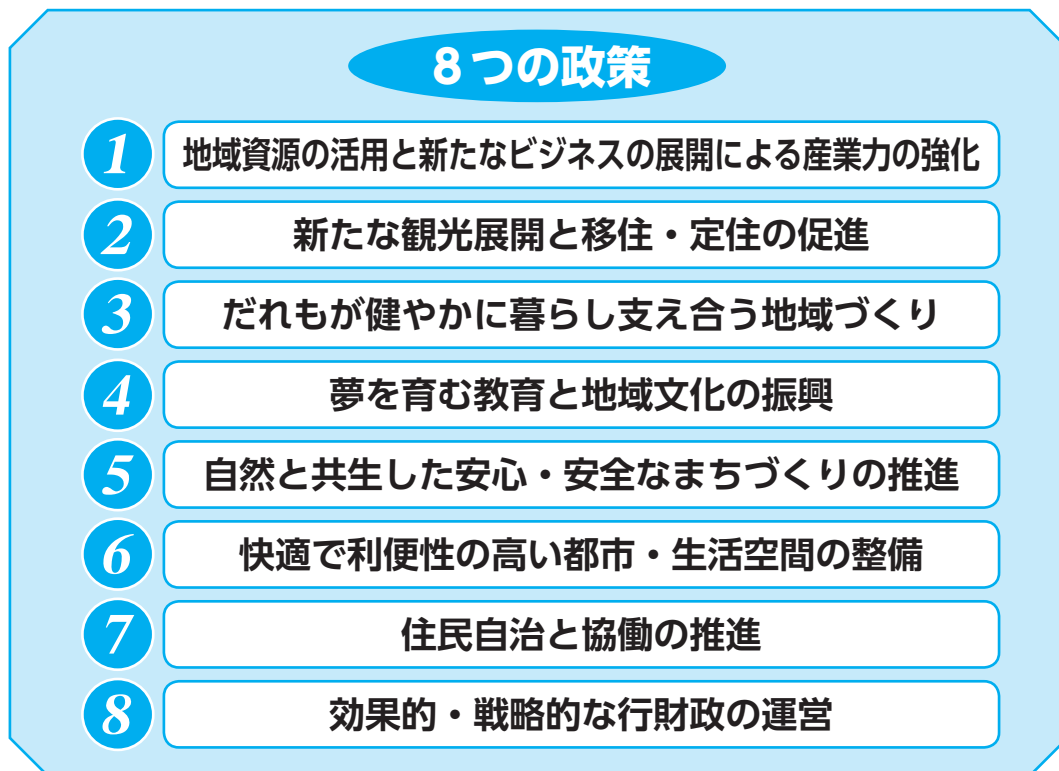 8つの政策
1 地域資源の活用と新たなビジネスの展開による産業力の強化
2 新たな観光展開と移住・定住の促進
3 だれもが健やかに暮らし支え合う地域づくり
4 夢を育む教育と地域文化の振興
5 自然と共生した安心・安全なまちづくりの推進
6 快適で利便性の高い都市・生活空間の整備
7 住民自治と協働の推進
8 効果的・戦略的な行財政の運営